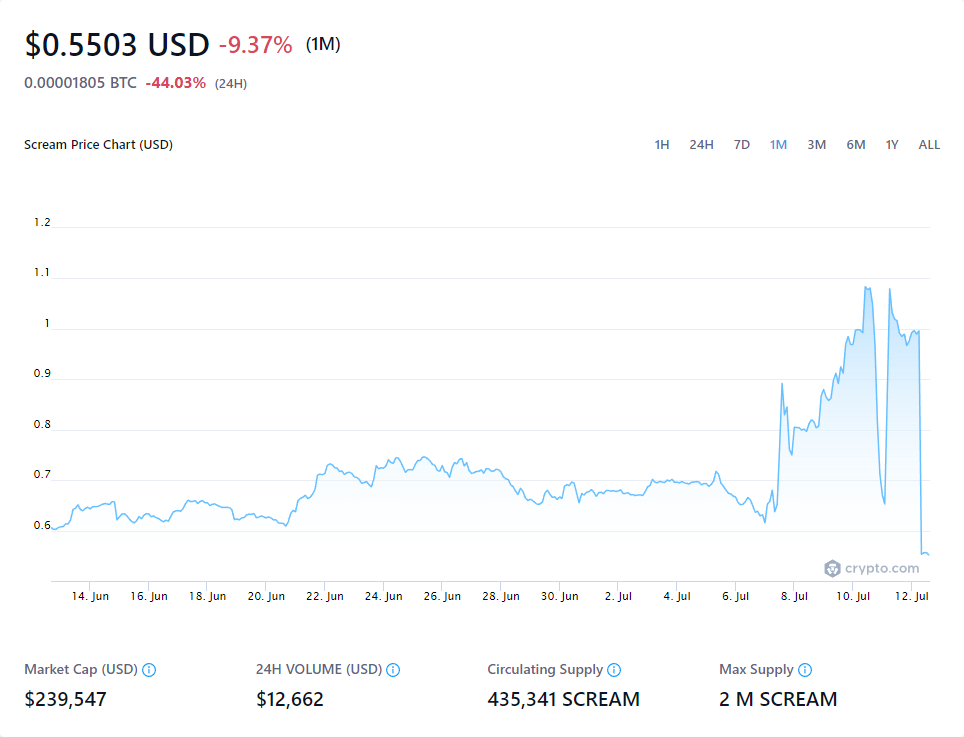 $0.5503 USD -9.37% (1M)
0.00001805 BTC -44.03% (24H)
Scream Price Chart (USD)
1H 24H 7D 1M 3M 6M 1Y ALL
1.2
1.1
1
0.9
0.8
0.7
0.6
crypto.com
14. Jun 16. Jun 18. Jun 20. Jun 22. Jun 24. Jun 26. Jun 28. Jun 30. Jun 2. Jul 4. Jul 6. Jul 8. Jul 10. Jul 12. Jul
Market Cap (USD) 24H VOLUME (USD) Circulating Supply Max Supply
$239,547 $12,662 435,341 SCREAM 2 M SCREAM